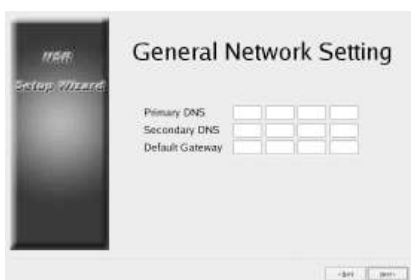 General Network Setting
Setup Wizard
Primary DNS
Secondary DNS
Default Gateway